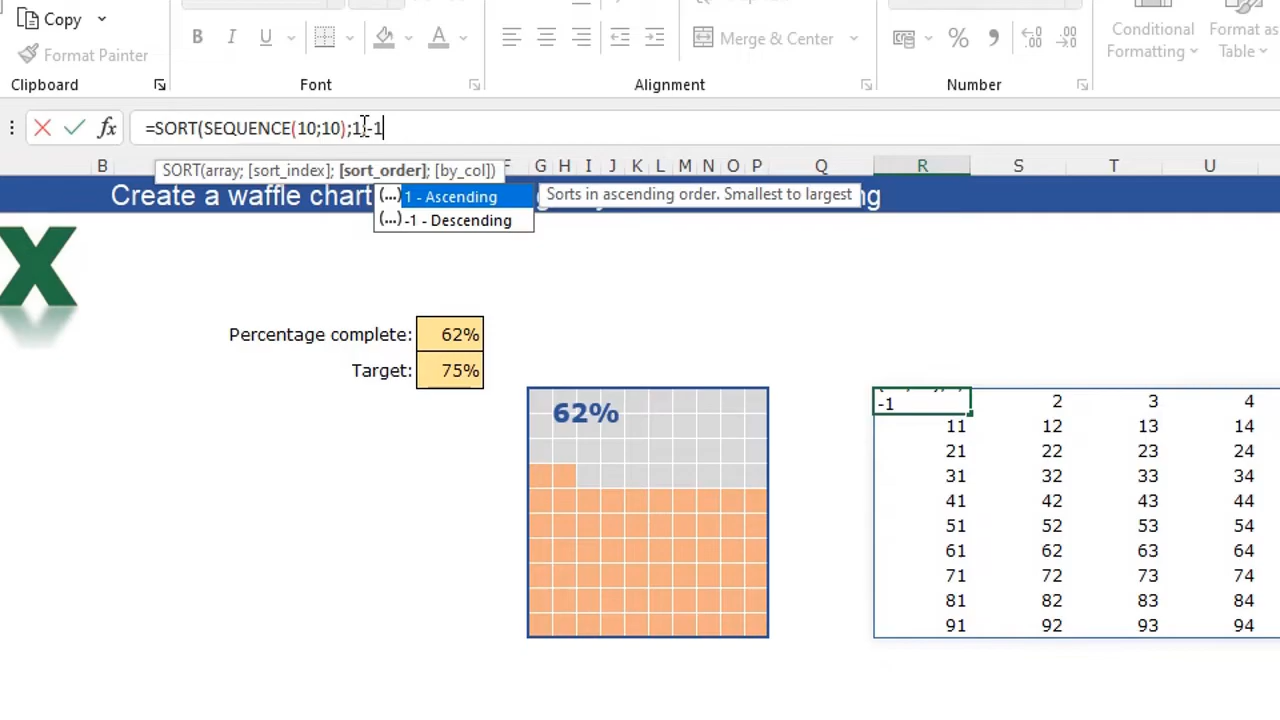 Copy
Format Painter
B I U A
Merge & Center
% 9
Conditional
Formatting
Format as
Table
Clipboard
Font
Alignment
Number
fx
=SORT(SEQUENCE(10;10);1;-1
B G H I J K L M N O P Q R S T U
SORT(array; [sort_index]; [sort_order]; [by_col])
Create a waffle chart
(...) 1 - Ascending
Sorts in ascending order. Smallest to largest
(...) -1 - Descending
X
Percentage complete: 62%
Target: 75%
62%
-1 2 3 4
11 12 13 14
21 22 23 24
31 32 33 34
41 42 43 44
51 52 53 54
61 62 63 64
71 72 73 74
81 82 83 84
91 92 93 94